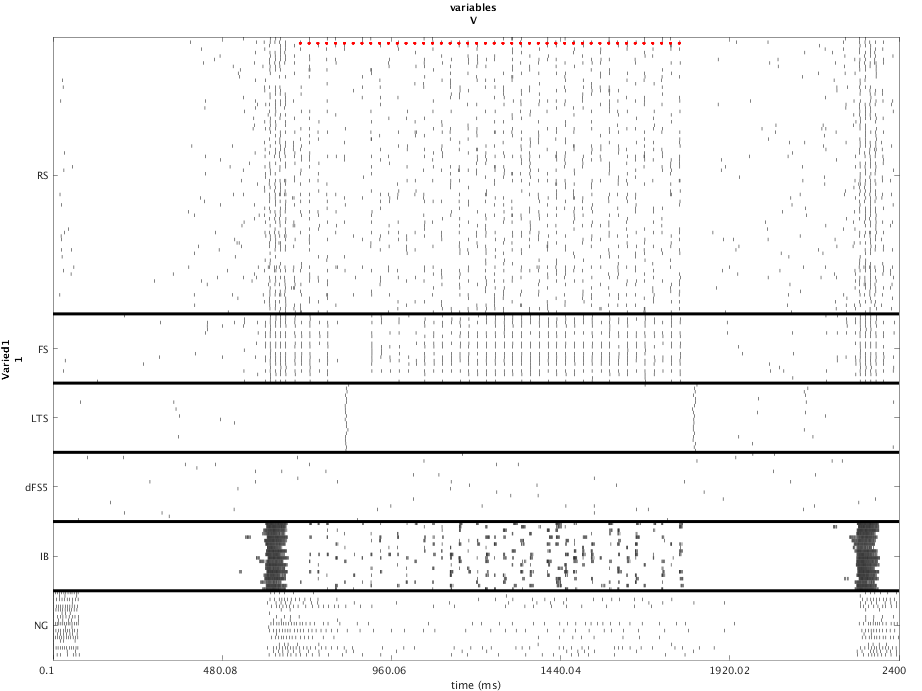 variables
V
RS
FS
Varied1
1
LTS
dFS5
IB
NG
0.1 480.08 960.06 1440.04 1920.02 2400
time (ms)